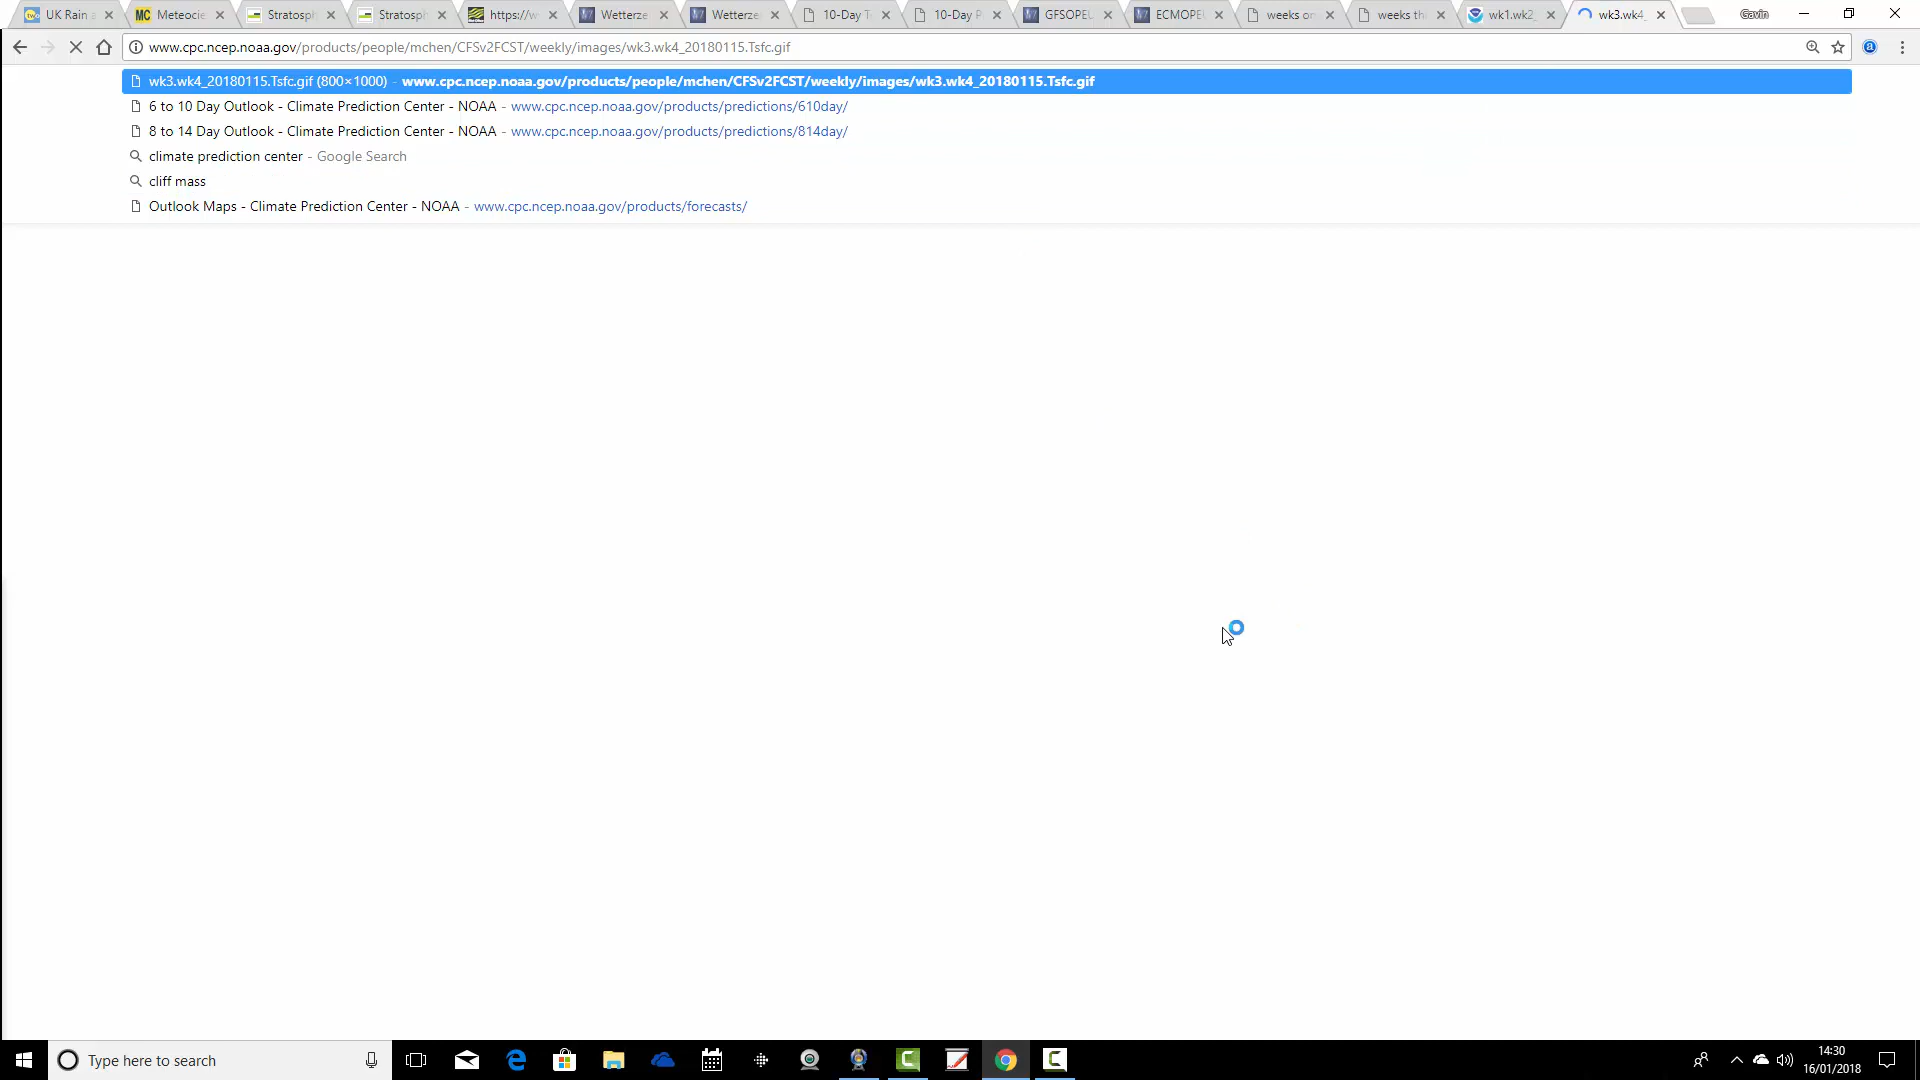 UK Rain a
Meteocie
Stratosph
Stratosph
https://w
Wetterze
Wetterze
10-Day T
10-Day P
GFSOPEU
ECMOPEU
weeks on
weeks th
wk1.wk2_
wk3.wk4_
Gavin
www.cpc.ncep.noaa.gov/products/people/mchen/CFSv2FCST/weekly/images/wk3.wk4_20180115.Tsfc.gif
wk3.wk4_20180115.Tsfc.gif (800×1000) - www.cpc.ncep.noaa.gov/products/people/mchen/CFSv2FCST/weekly/images/wk3.wk4_20180115.Tsfc.gif
6 to 10 Day Outlook - Climate Prediction Center - NOAA - www.cpc.ncep.noaa.gov/products/predictions/610day/
8 to 14 Day Outlook - Climate Prediction Center - NOAA - www.cpc.ncep.noaa.gov/products/predictions/814day/
climate prediction center - Google Search
cliff mass
Outlook Maps - Climate Prediction Center - NOAA - www.cpc.ncep.noaa.gov/products/forecasts/
Type here to search
14:30
16/01/2018